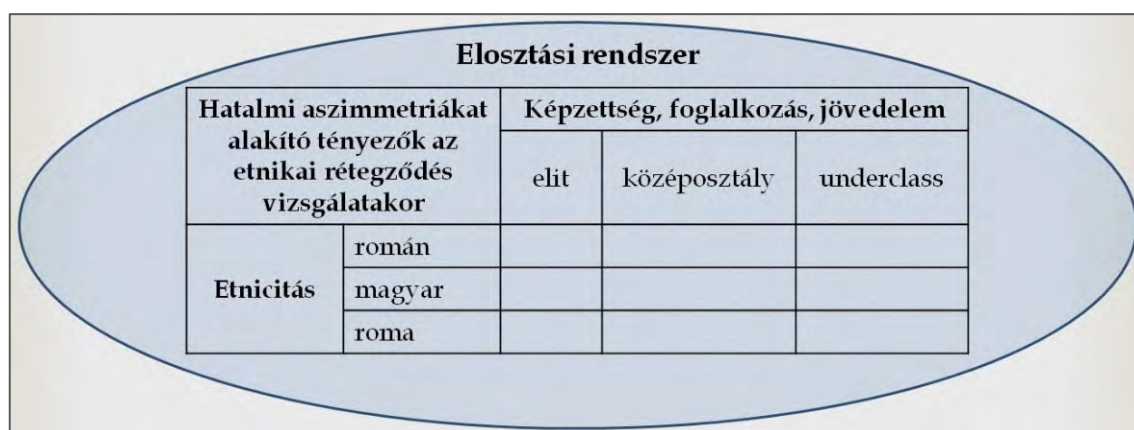 Elosztási rendszer
Hatalmi aszimmetriákat
alakító tényezők az
etnikai rétegződés
vizsgálatakor
Képzettség, foglalkozás, jövedelem
elit
középosztály
underclass
Etnicitás
román
magyar
roma